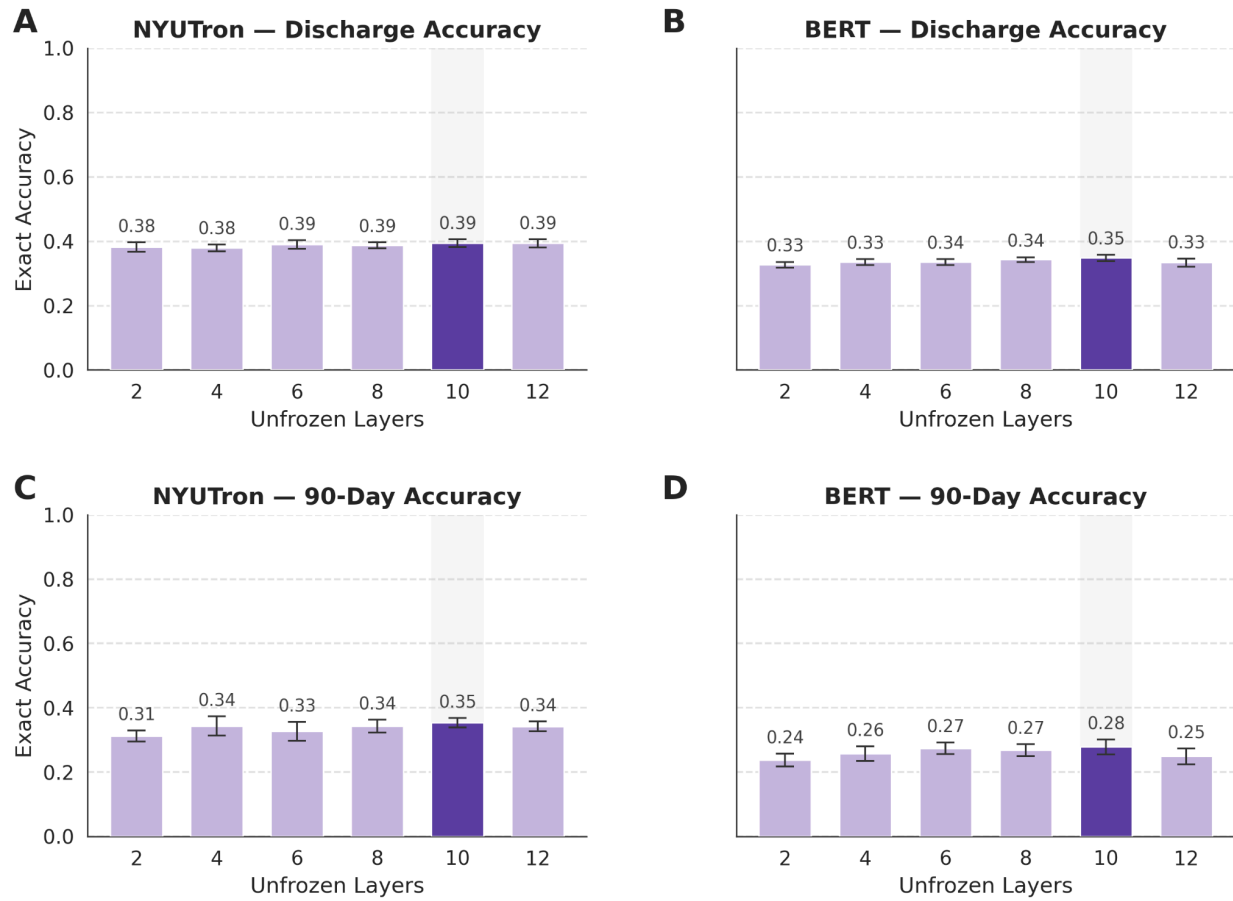 A
NYUTron — Discharge Accuracy
Exact Accuracy
1.0
0.8
0.6
0.4
0.2
0.0
0.38 0.38 0.39 0.39 0.39 0.39
2 4 6 8 10 12
Unfrozen Layers
B
BERT — Discharge Accuracy
0.33 0.33 0.34 0.34 0.35 0.33
2 4 6 8 10 12
Unfrozen Layers
C
NYUTron — 90-Day Accuracy
Exact Accuracy
1.0
0.8
0.6
0.4
0.2
0.0
0.31 0.34 0.33 0.34 0.35 0.34
2 4 6 8 10 12
Unfrozen Layers
D
BERT — 90-Day Accuracy
0.24 0.26 0.27 0.27 0.28 0.25
2 4 6 8 10 12
Unfrozen Layers